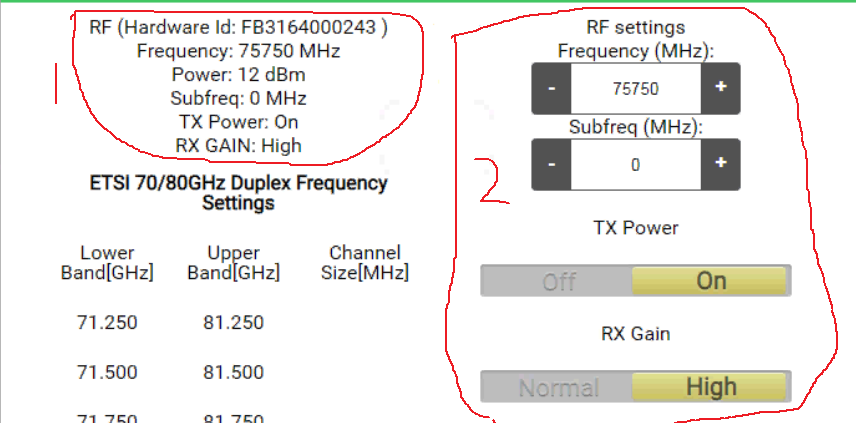 RF (Hardware Id: FB3164000243 )
Frequency: 75750 MHz
Power: 12 dBm
Subfreq: 0 MHz
TX Power: On
RX GAIN: High
1
ETSI 70/80GHz Duplex Frequency
Settings
Lower Band[GHz] Upper Band[GHz] Channel Size[MHz]
71.250 81.250
71.500 81.500
71.750 81.750
RF settings
Frequency (MHz):
- 75750 +
Subfreq (MHz):
- 0 +
2
TX Power
Off On
RX Gain
Normal High